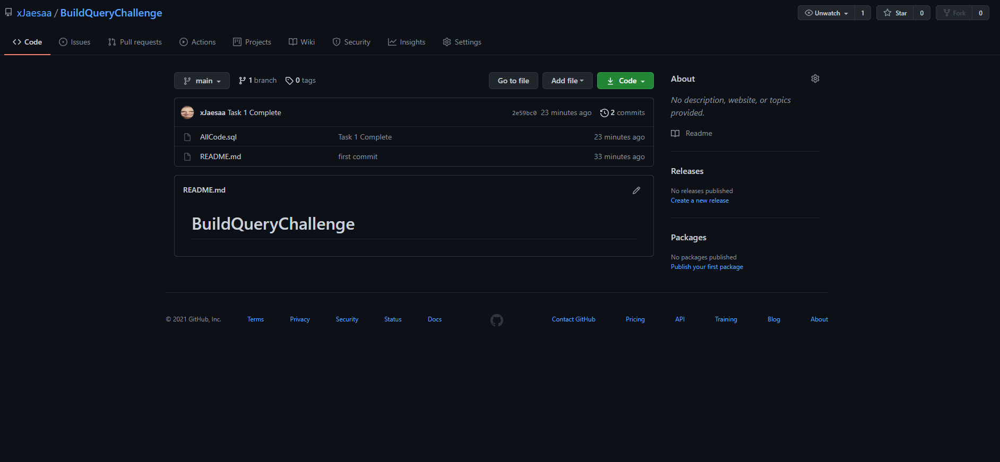 xJaesaa / BuildQueryChallenge
Unwatch 1 Star 0 Fork 0
Code Issues Pull requests Actions Projects Wiki Security Insights Settings
main 1 branch 0 tags Go to file Add file Code
xJaesaa Task 1 Complete 2e59bc0 23 minutes ago 2 commits
AllCode.sql Task 1 Complete 23 minutes ago
README.md first commit 33 minutes ago
README.md
BuildQueryChallenge
About
No description, website, or topics
provided.
Readme
Releases
No releases published
Create a new release
Packages
No packages published
Publish your first package
© 2021 GitHub, Inc. Terms Privacy Security Status Docs Contact GitHub Pricing API Training Blog About